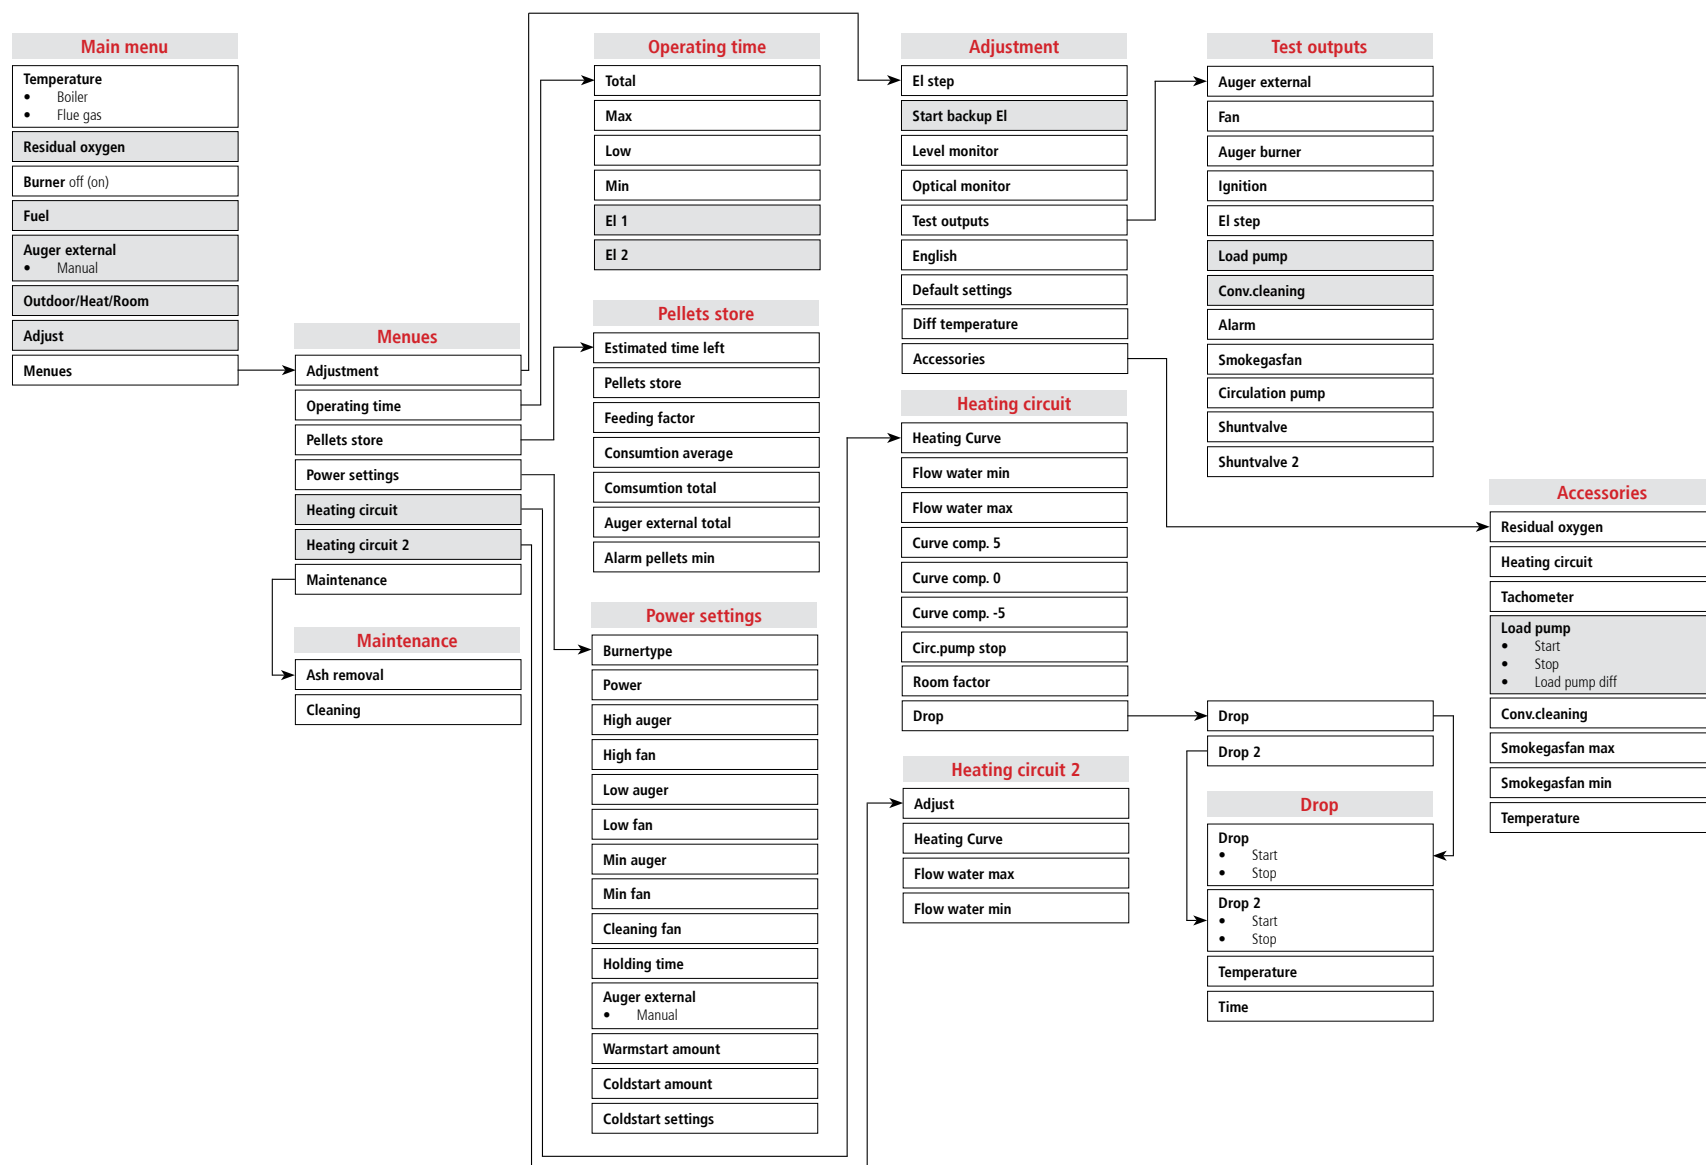 Main menu
Temperature
• Boiler
• Flue gas
Residual oxygen
Burner off (on)
Fuel
Auger external
• Manual
Outdoor/Heat/Room
Adjust
Menues
Menues
Adjustment
Operating time
Pellets store
Power settings
Heating circuit
Heating circuit 2
Maintenance
Maintenance
Ash removal
Cleaning
Operating time
Total
Max
Low
Min
El 1
El 2
Pellets store
Estimated time left
Pellets store
Feeding factor
Consumtion average
Comsumtion total
Auger external total
Alarm pellets min
Power settings
Burnertype
Power
High auger
High fan
Low auger
Low fan
Min auger
Min fan
Cleaning fan
Holding time
Auger external
• Manual
Warmstart amount
Coldstart amount
Coldstart settings
Adjustment
El step
Start backup El
Level monitor
Optical monitor
Test outputs
English
Default settings
Diff temperature
Accessories
Heating circuit
Heating Curve
Flow water min
Flow water max
Curve comp. 5
Curve comp. 0
Curve comp. -5
Circ.pump stop
Room factor
Drop
Heating circuit 2
Adjust
Heating Curve
Flow water max
Flow water min
Test outputs
Auger external
Fan
Auger burner
Ignition
El step
Load pump
Conv.cleaning
Alarm
Smokegasfan
Circulation pump
Shuntvalve
Shuntvalve 2
Drop
Drop 2
Drop
Drop
• Start
• Stop
Drop 2
• Start
• Stop
Temperature
Time
Accessories
Residual oxygen
Heating circuit
Tachometer
Load pump
• Start
• Stop
• Load pump diff
Conv.cleaning
Smokegasfan max
Smokegasfan min
Temperature